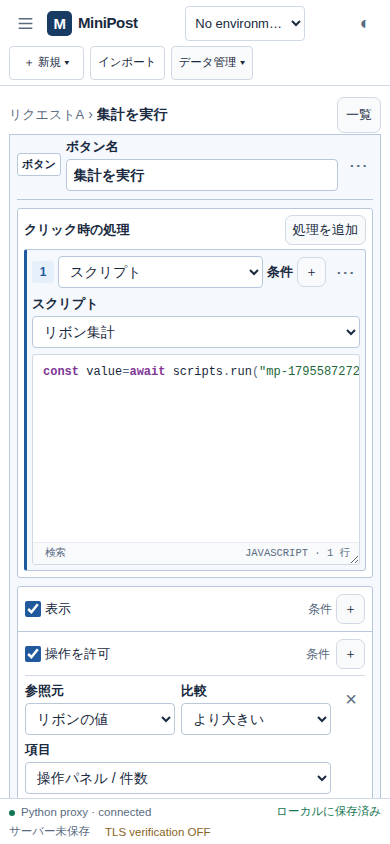 M MiniPost No environm…
＋ 新規 ▾ インポート データ管理 ▾
リクエストA › 集計を実行 一覧
ボタン名
ボタン 集計を実行 ···
クリック時の処理 処理を追加
1 スクリプト 条件 ＋ ···
スクリプト
リボン集計
const value=await scripts.run("mp-1795587272
検索 JAVASCRIPT · 1 行
表示 条件 ＋
操作を許可 条件 ＋
参照元 比較 ×
リボンの値 より大きい
項目
操作パネル / 件数
Python proxy · connected ローカルに保存済み
サーバー未保存 TLS verification OFF